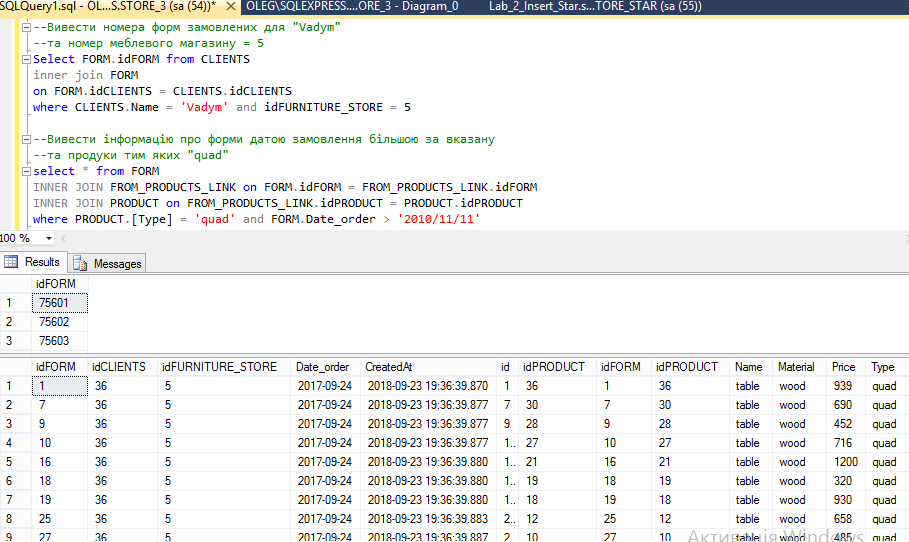 SQLQuery1.sql - OL...S.STORE_3 (sa (54))* OLEG\SQLEXPRESS....ORE_3 - Diagram_0 Lab_2_Insert_Star.s...TORE_STAR (sa (55))
--Вивести номера форм замовлених для "Vadym"
--та номер меблевого магазину = 5
Select FORM.idFORM from CLIENTS
inner join FORM
on FORM.idCLIENTS = CLIENTS.idCLIENTS
where CLIENTS.Name = 'Vadym' and idFURNITURE_STORE = 5
--Вивести інформацію про форми датою замовлення більшою за вказану
--та продуки тим яких "quad"
select * from FORM
INNER JOIN FROM_PRODUCTS_LINK on FORM.idFORM = FROM_PRODUCTS_LINK.idFORM
INNER JOIN PRODUCT on FROM_PRODUCTS_LINK.idPRODUCT = PRODUCT.idPRODUCT
where PRODUCT.[Type] = 'quad' and FORM.Date_order > '2010/11/11'
100 %
Results Messages
idFORM
1 75601
2 75602
3 75603
idFORM idCLIENTS idFURNITURE_STORE Date_order CreatedAt id idPRODUCT idFORM idPRODUCT Name Material Price Type
1 1 36 5 2017-09-24 2018-09-23 19:36:39.870 1 36 1 36 table wood 939 quad
2 7 36 5 2017-09-24 2018-09-23 19:36:39.877 7 30 7 30 table wood 690 quad
3 9 36 5 2017-09-24 2018-09-23 19:36:39.877 9 28 9 28 table wood 452 quad
4 10 36 5 2017-09-24 2018-09-23 19:36:39.877 1.. 27 10 27 table wood 716 quad
5 16 36 5 2017-09-24 2018-09-23 19:36:39.880 1.. 21 16 21 table wood 1200 quad
6 18 36 5 2017-09-24 2018-09-23 19:36:39.880 1.. 19 18 19 table wood 320 quad
7 19 36 5 2017-09-24 2018-09-23 19:36:39.880 1.. 18 19 18 table wood 930 quad
8 25 36 5 2017-09-24 2018-09-23 19:36:39.883 2.. 12 25 12 table wood 658 quad
9 27 36 5 2017-09-24 2018-09-23 19:36:39.887 2 10 27 10 table wood 485 quad
Активація Windows